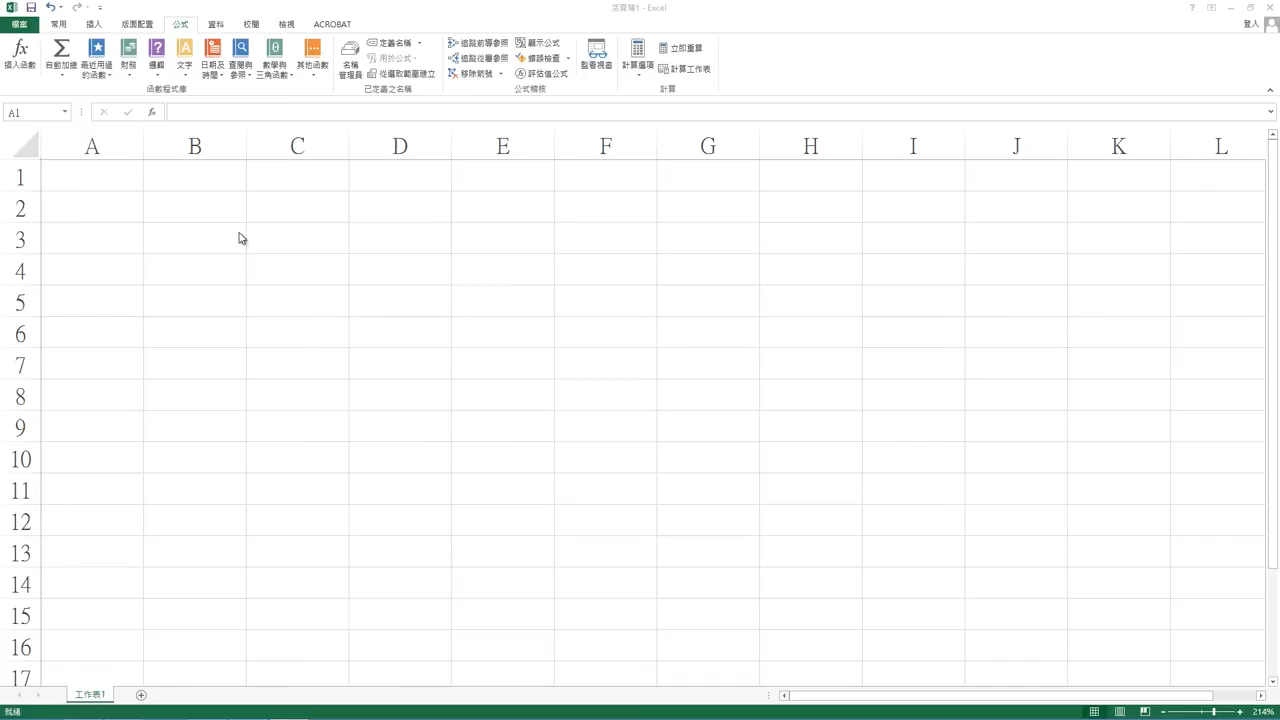 活頁簿1 - Excel
?
檔案 常用 插入 版面配置 公式 資料 校閱 檢視 ACROBAT 登入
fx 插入函數
Σ 自動加總
最近用過的函數
財務
邏輯
文字
日期及時間
查閱與參照
數學與三角函數
其他函數
函數程式庫
名稱管理員
定義名稱
用於公式
從選取範圍建立
已定義之名稱
追蹤前導參照
追蹤從屬參照
移除箭號
顯示公式
錯誤檢查
評估值公式
公式稽核
監看視窗
計算選項
立即重算
計算工作表
計算
A1 fx
A B C D E F G H I J K L
1
2
3
4
5
6
7
8
9
10
11
12
13
14
15
16
17
工作表1
就緒 214%